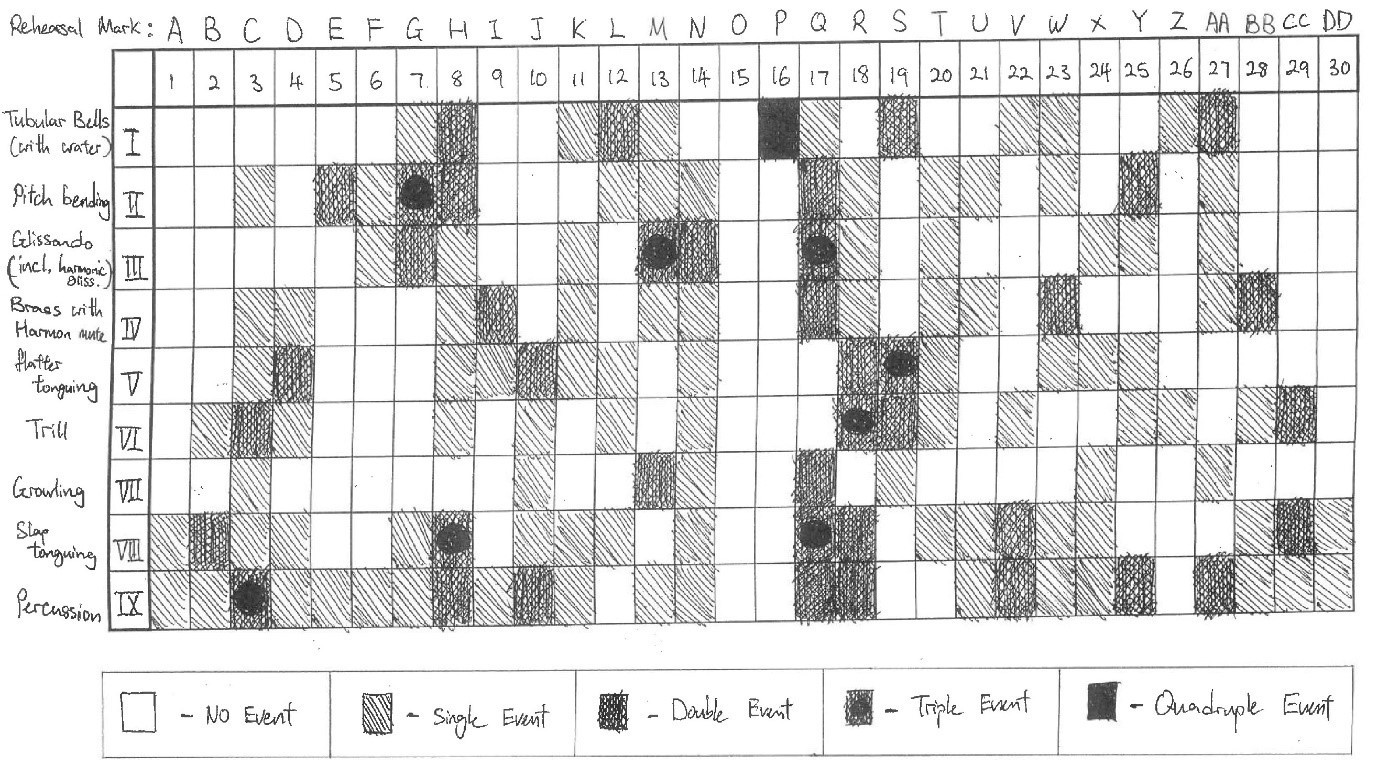 Rehearsal Mark: A B C D E F G H I J K L M N O P Q R S T U V W X Y Z AA BB CC DD
1 2 3 4 5 6 7 8 9 10 11 12 13 14 15 16 17 18 19 20 21 22 23 24 25 26 27 28 29 30
Tubular Bells
(with water) I
Pitch bending II
Glissando
(incl. harmonic
gliss.) III
Brass with
Harmon mute IV
flutter
tonguing V
Trill VI
Growling VII
Slap
tonguing VIII
Percussion IX
- No Event - Single Event - Double Event - Triple Event - Quadruple Event